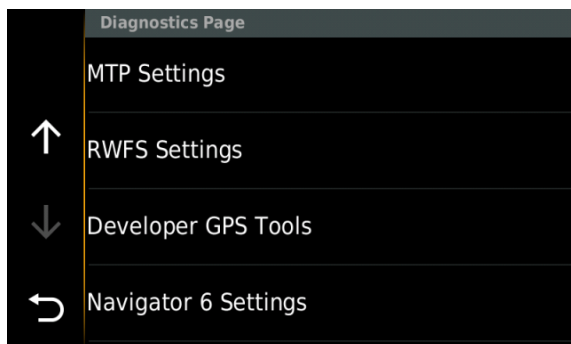 Diagnostics Page
MTP Settings
RWFS Settings
Developer GPS Tools
Navigator 6 Settings